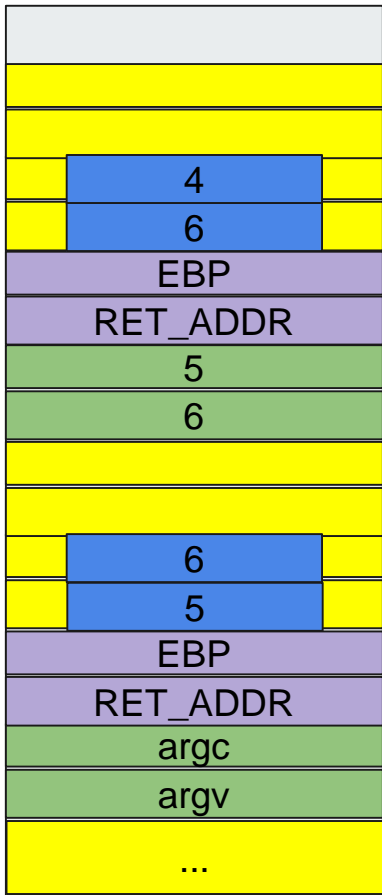 4
6
EBP
RET_ADDR
5
6
6
5
EBP
RET_ADDR
argc
argv
...